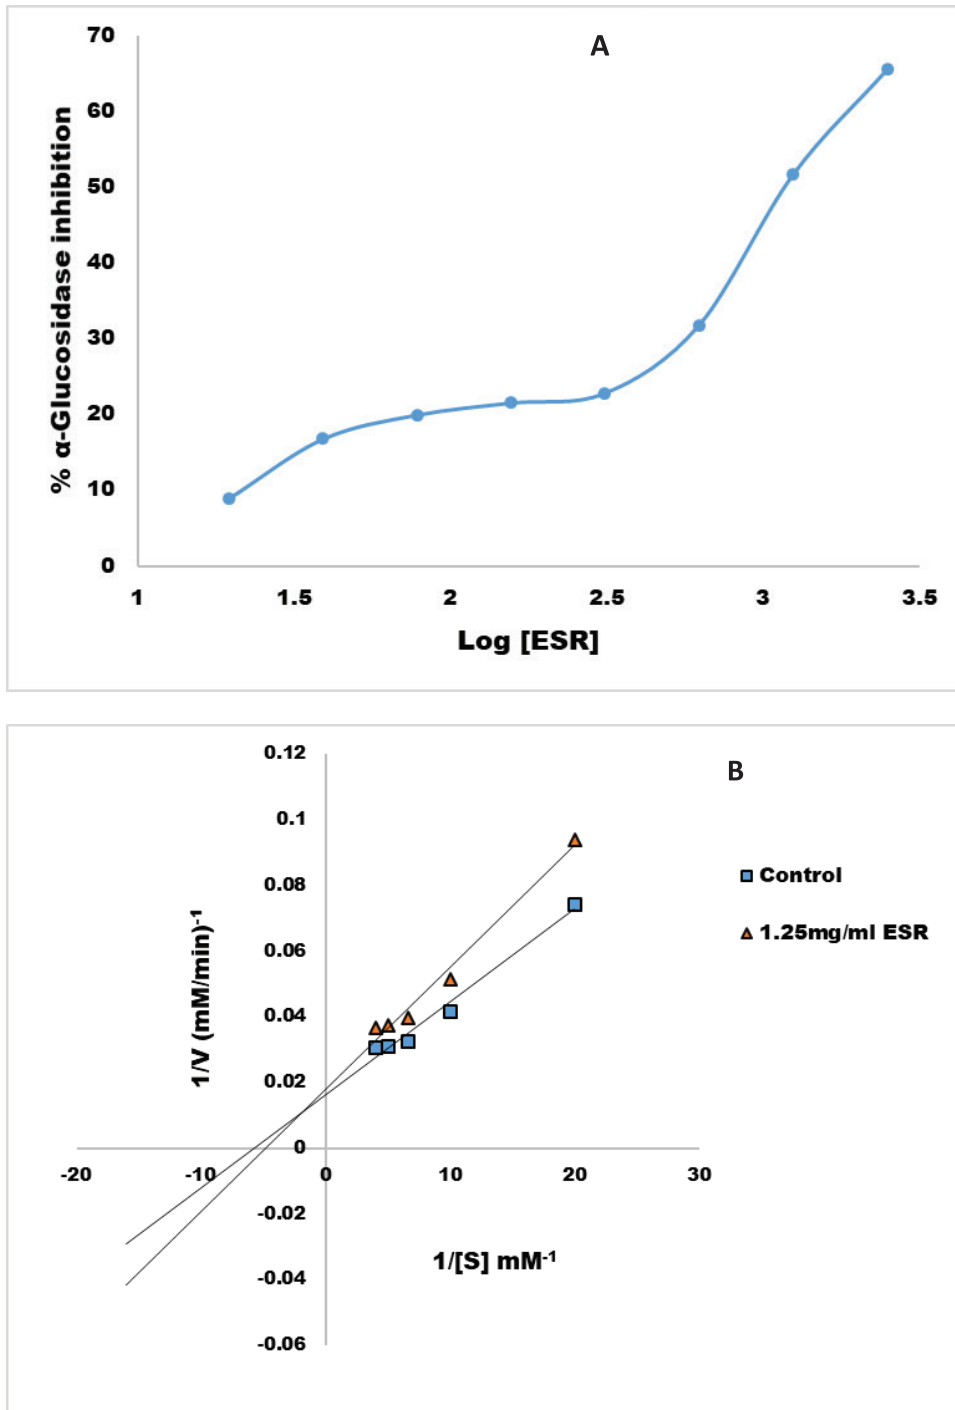 A
70
60
50
40
30
20
10
0
% α-Glucosidase inhibition
1 1.5 2 2.5 3 3.5
Log [ESR]
B
0.12
0.1
0.08
0.06
0.04
0.02
0
-0.02
-0.04
-0.06
1/V (mM/min)-1
-20 -10 0 10 20 30
1/[S] mM-1
Control
1.25mg/ml ESR